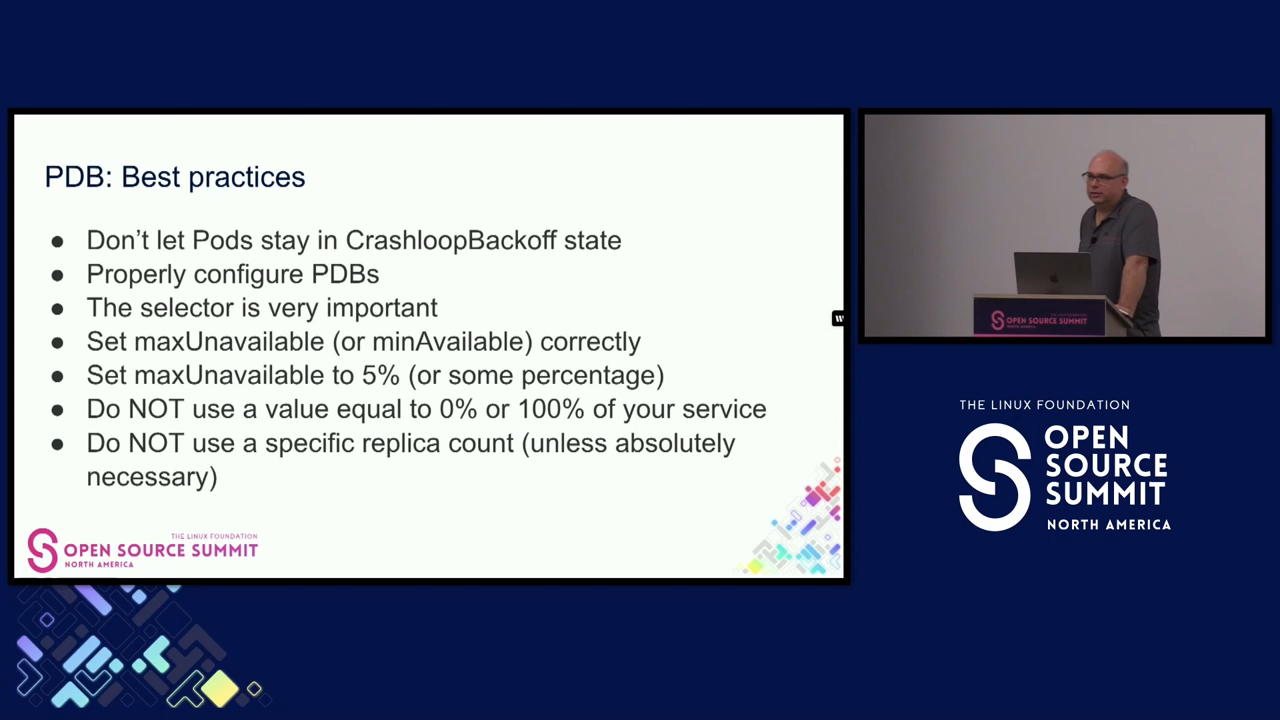 PDB: Best practices
● Don’t let Pods stay in CrashloopBackoff state
● Properly configure PDBs
● The selector is very important
● Set maxUnavailable (or minAvailable) correctly
● Set maxUnavailable to 5% (or some percentage)
● Do NOT use a value equal to 0% or 100% of your service
● Do NOT use a specific replica count (unless absolutely
necessary)
THE LINUX FOUNDATION
OPEN SOURCE SUMMIT
NORTH AMERICA
OPEN SOURCE SUMMIT
NORTH AMERICA
THE LINUX FOUNDATION
OPEN
SOURCE
SUMMIT
NORTH AMERICA